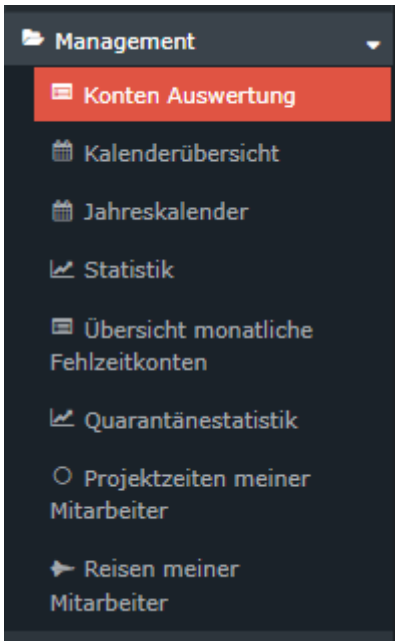 Management
Konten Auswertung
Kalenderübersicht
Jahreskalender
Statistik
Übersicht monatliche
Fehlzeitkonten
Quarantänestatistik
Projektzeiten meiner
Mitarbeiter
Reisen meiner
Mitarbeiter